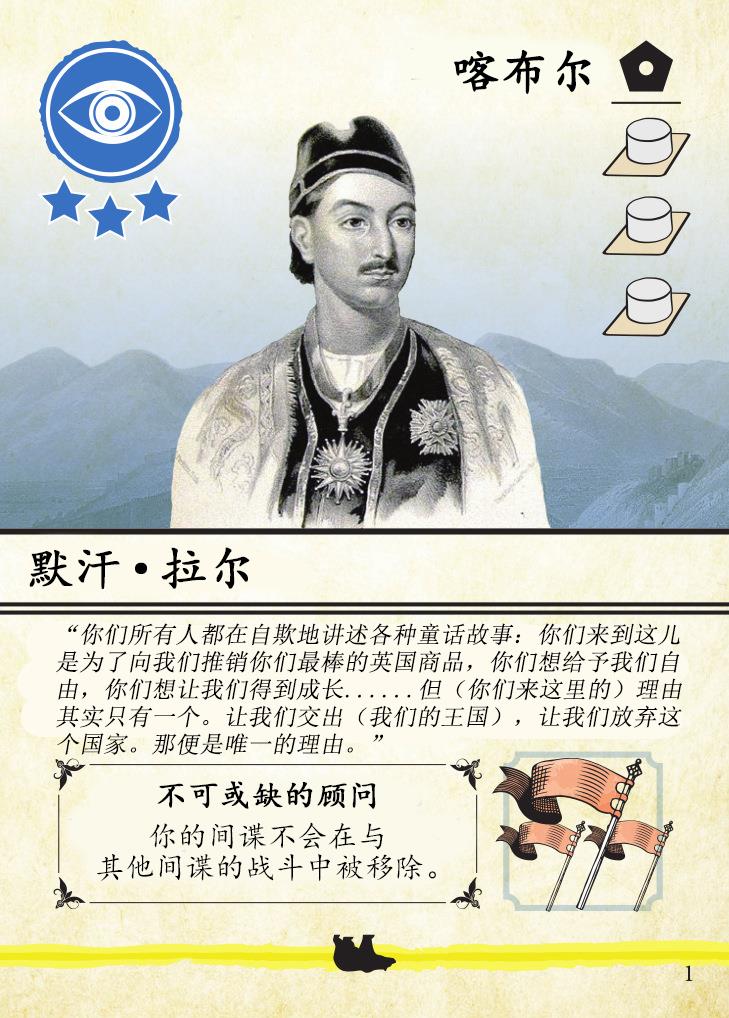 喀布尔
默汗·拉尔
“你们所有人都在自欺地讲述各种童话故事：你们来到这儿
是为了向我们推销你们最棒的英国商品，你们想给予我们自
由，你们想让我们得到成长......但（你们来这里的）理由
其实只有一个。让我们交出（我们的王国），让我们放弃这
个国家。那便是唯一的理由。”
不可或缺的顾问
你的间谍不会在与
其他间谍的战斗中被移除。
1